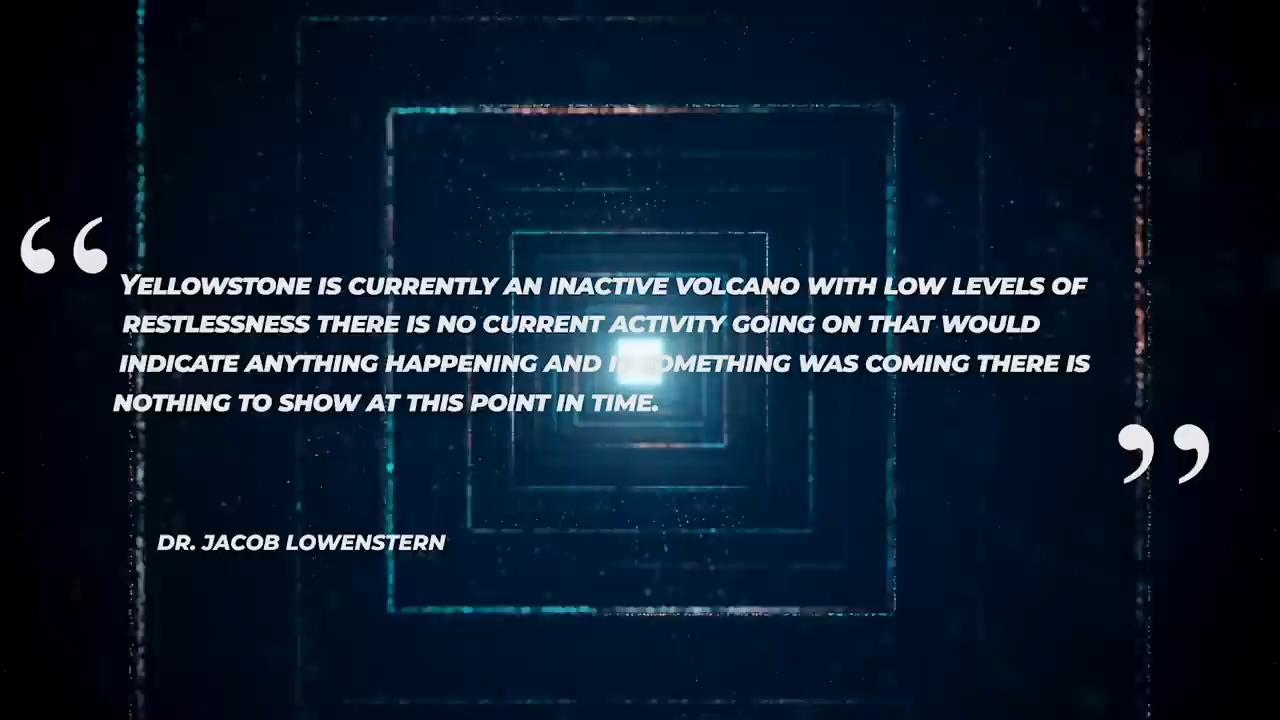 “
YELLOWSTONE IS CURRENTLY AN INACTIVE VOLCANO WITH LOW LEVELS OF
RESTLESSNESS THERE IS NO CURRENT ACTIVITY GOING ON THAT WOULD
INDICATE ANYTHING HAPPENING AND SOMETHING WAS COMING THERE IS
NOTHING TO SHOW AT THIS POINT IN TIME.
”
DR. JACOB LOWENSTERN